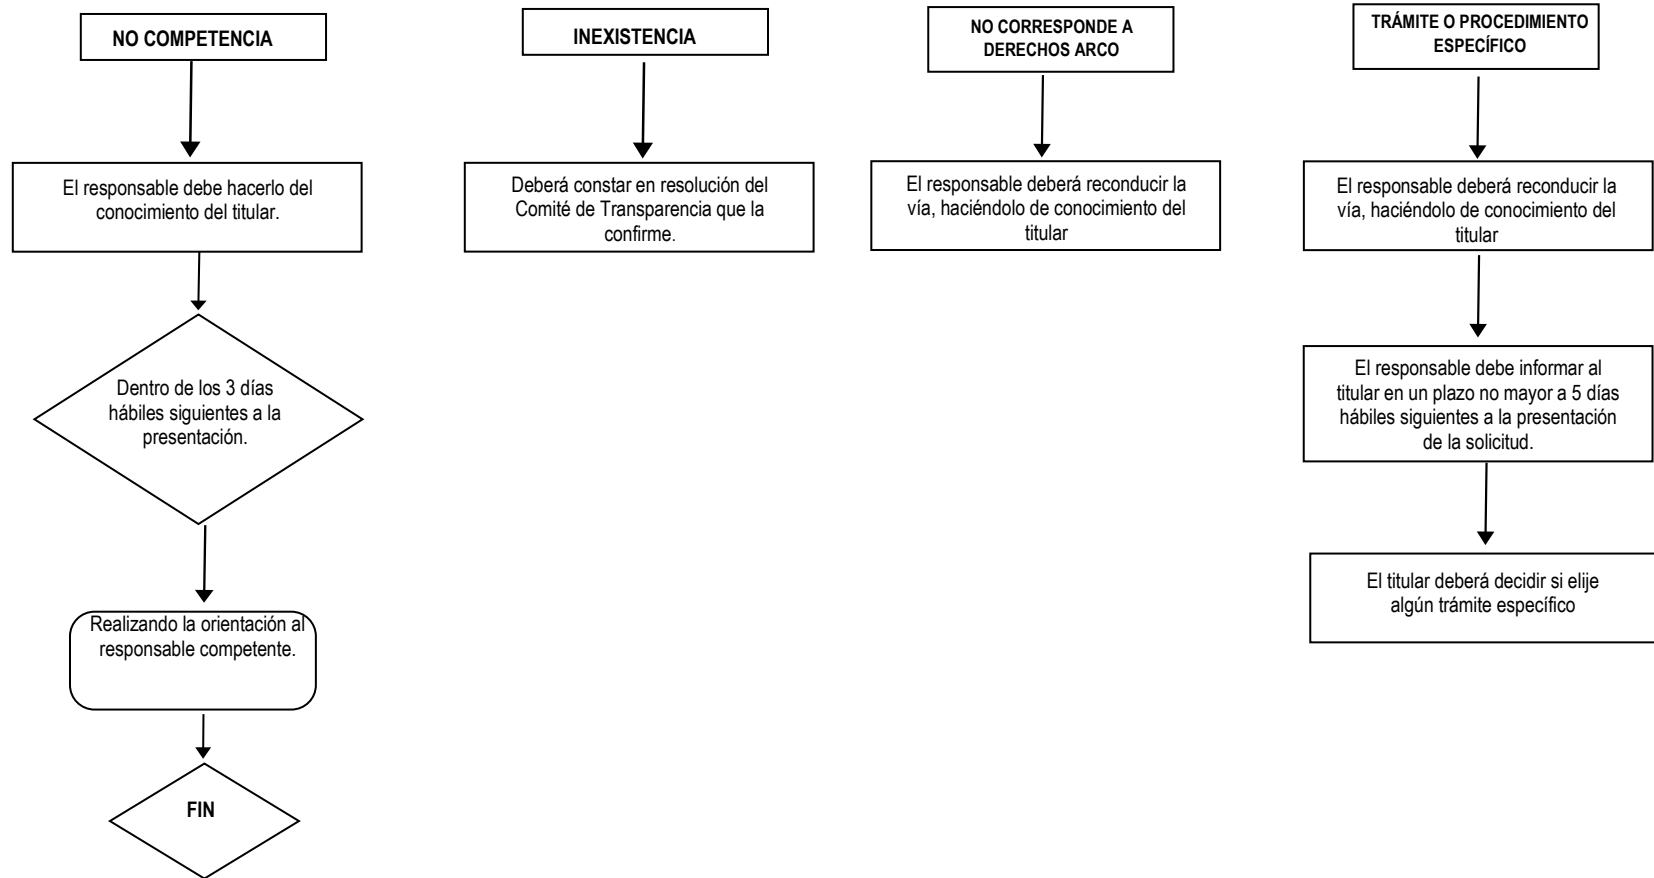 NO COMPETENCIA
El responsable debe hacerlo del
conocimiento del titular.
Dentro de los 3 días
hábiles siguientes a la
presentación.
Realizando la orientación al
responsable competente.
FIN
INEXISTENCIA
Deberá constar en resolución del
Comité de Transparencia que la
confirme.
NO CORRESPONDE A
DERECHOS ARCO
El responsable deberá reconducir la
vía, haciéndolo de conocimiento del
titular
TRÁMITE O PROCEDIMIENTO
ESPECÍFICO
El responsable deberá reconducir la
vía, haciéndolo de conocimiento del
titular
El responsable debe informar al
titular en un plazo no mayor a 5 días
hábiles siguientes a la presentación
de la solicitud.
El titular deberá decidir si elije
algún trámite específico